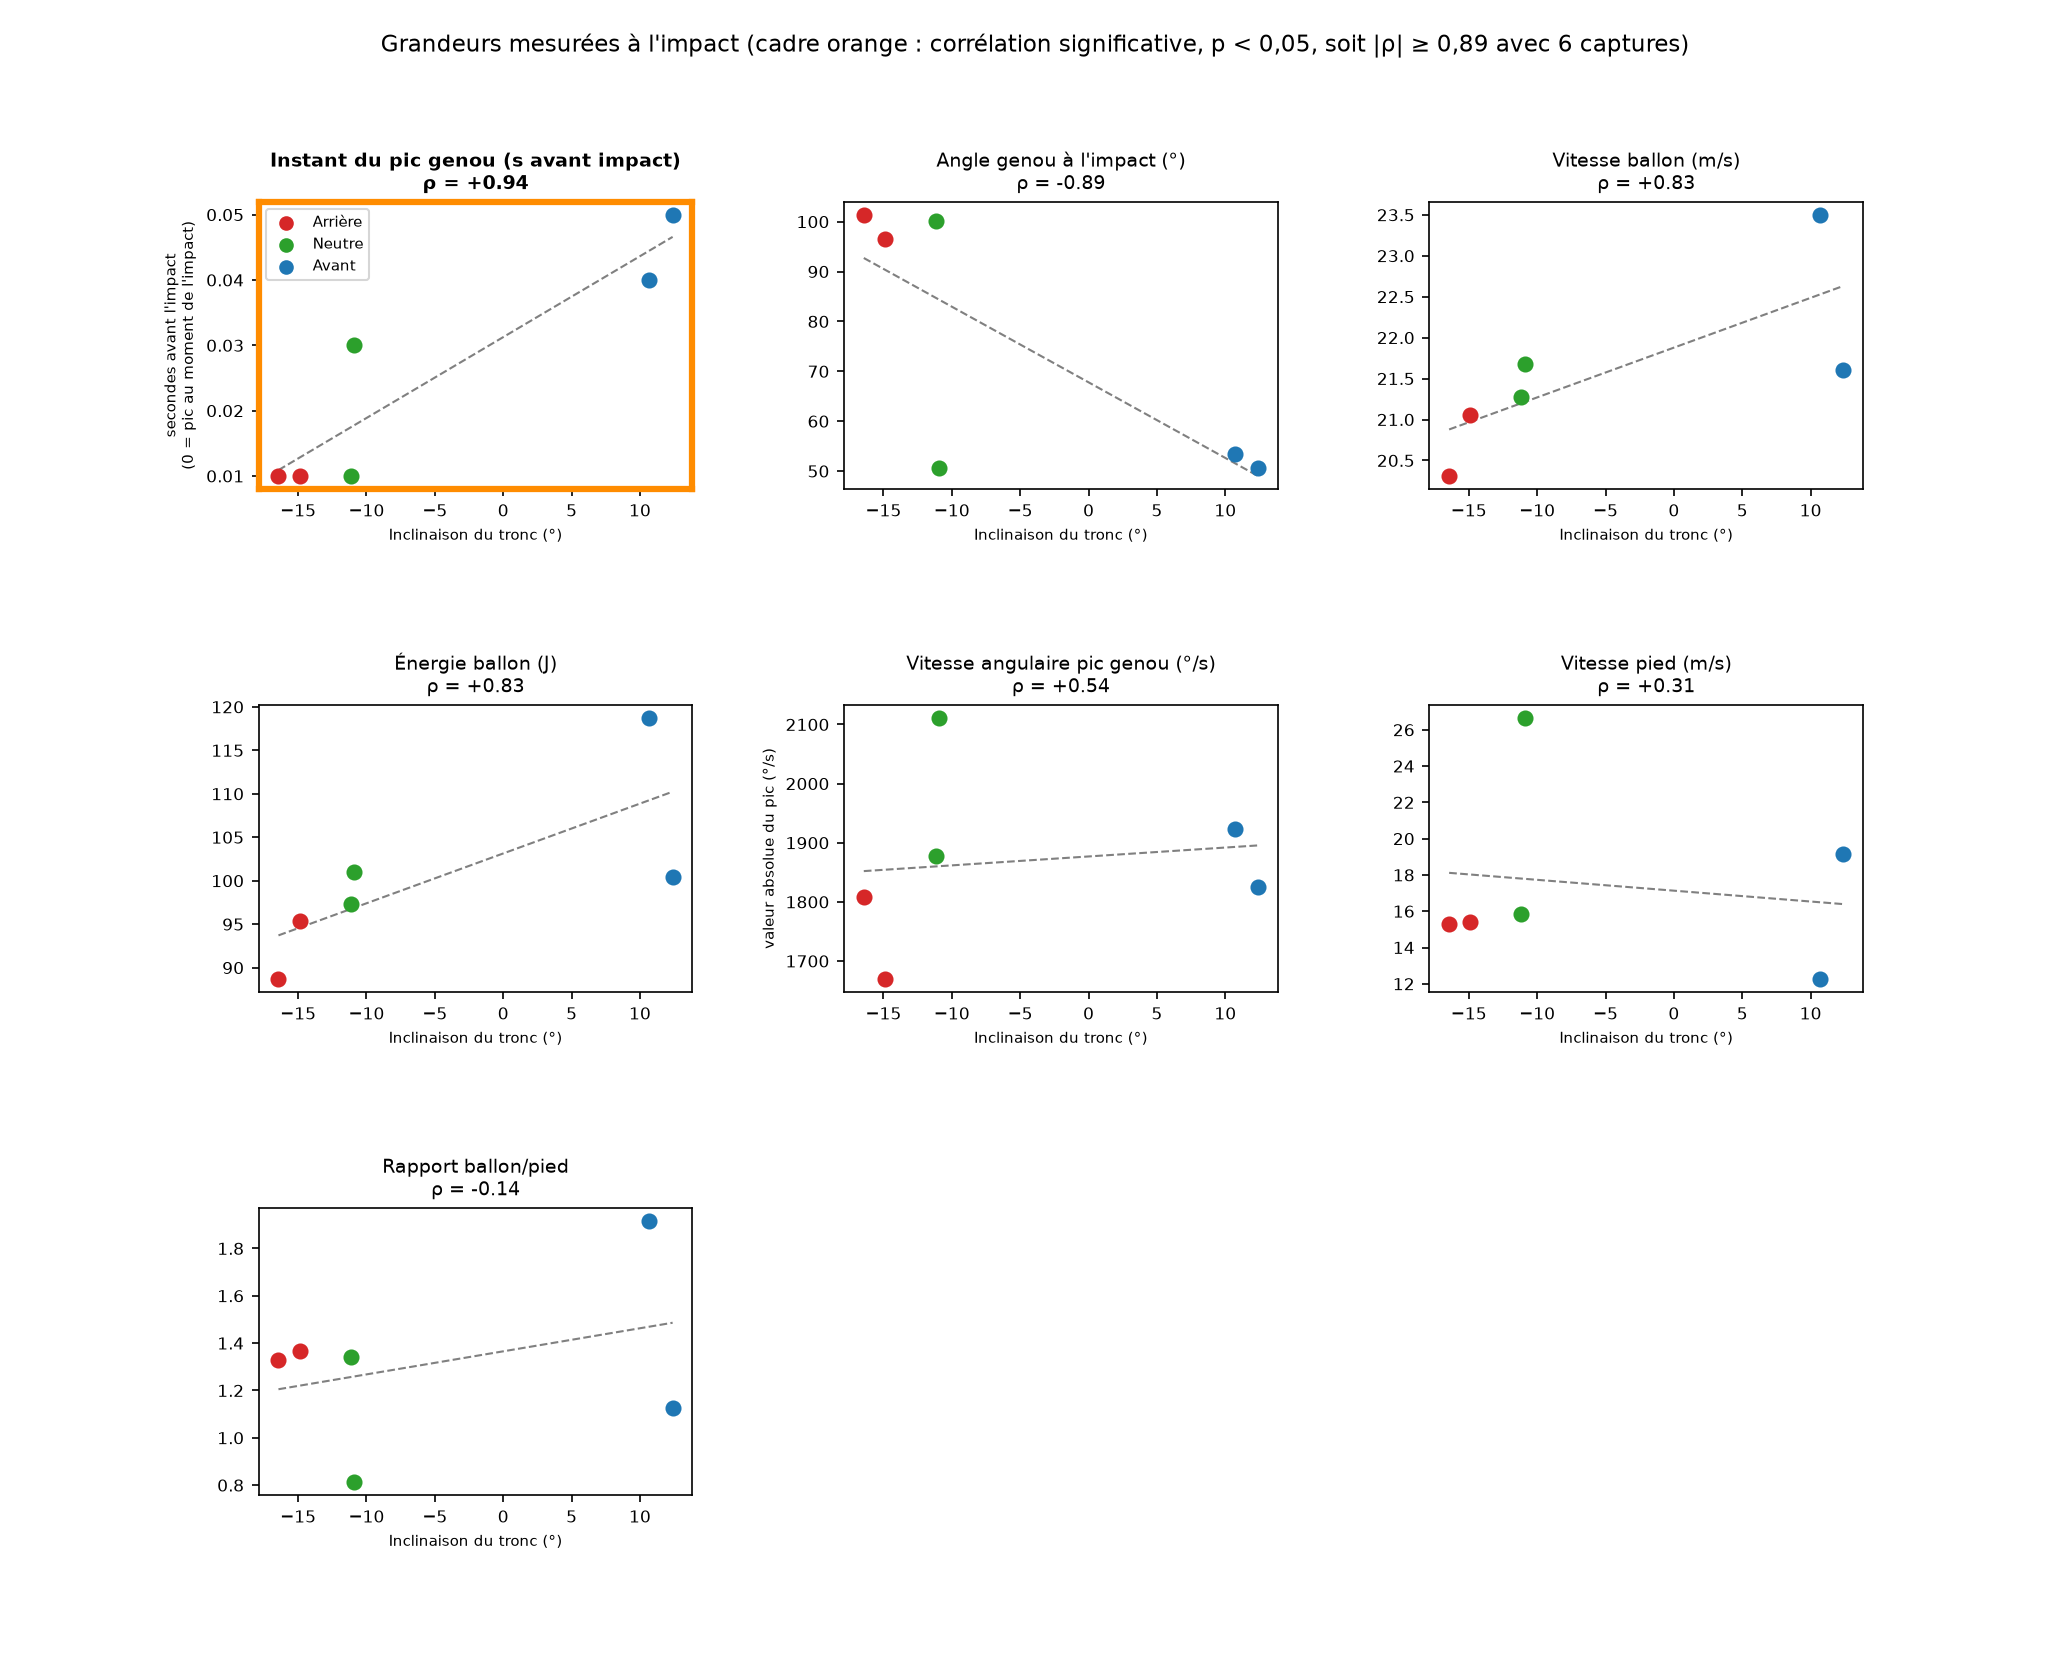 Grandeurs mesurées à l'impact (cadre orange : corrélation significative, p < 0,05, soit |ρ| ≥ 0,89 avec 6 captures)
Instant du pic genou (s avant impact)
ρ = +0.94
secondes avant l'impact
(0 = pic au moment de l'impact)
0.05
0.04
0.03
0.02
0.01
Arrière
Neutre
Avant
−15 −10 −5 0 5 10
Inclinaison du tronc (°)
Angle genou à l'impact (°)
ρ = -0.89
100
90
80
70
60
50
−15 −10 −5 0 5 10
Inclinaison du tronc (°)
Vitesse ballon (m/s)
ρ = +0.83
23.5
23.0
22.5
22.0
21.5
21.0
20.5
−15 −10 −5 0 5 10
Inclinaison du tronc (°)
Énergie ballon (J)
ρ = +0.83
120
115
110
105
100
95
90
−15 −10 −5 0 5 10
Inclinaison du tronc (°)
Vitesse angulaire pic genou (°/s)
ρ = +0.54
valeur absolue du pic (°/s)
2100
2000
1900
1800
1700
−15 −10 −5 0 5 10
Inclinaison du tronc (°)
Vitesse pied (m/s)
ρ = +0.31
26
24
22
20
18
16
14
12
−15 −10 −5 0 5 10
Inclinaison du tronc (°)
Rapport ballon/pied
ρ = -0.14
1.8
1.6
1.4
1.2
1.0
0.8
−15 −10 −5 0 5 10
Inclinaison du tronc (°)